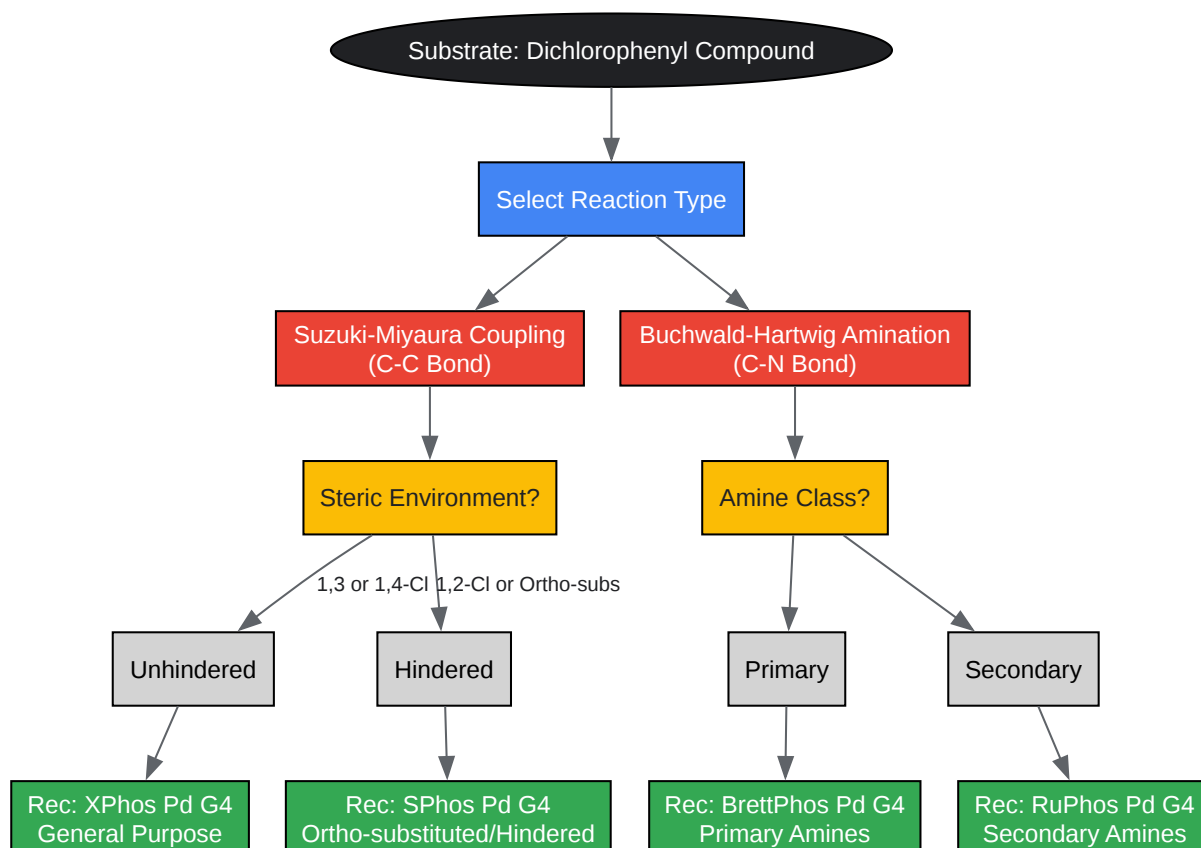 Substrate: Dichlorophenyl Compound
Select Reaction Type
Suzuki-Miyaura Coupling
(C-C Bond)
Buchwald-Hartwig Amination
(C-N Bond)
Steric Environment?
Amine Class?
1,3 or 1,4-Cl
1,2-Cl or Ortho-subs
Unhindered
Hindered
Primary
Secondary
Rec: XPhos Pd G4
General Purpose
Rec: SPhos Pd G4
Ortho-substituted/Hindered
Rec: BrettPhos Pd G4
Primary Amines
Rec: RuPhos Pd G4
Secondary Amines